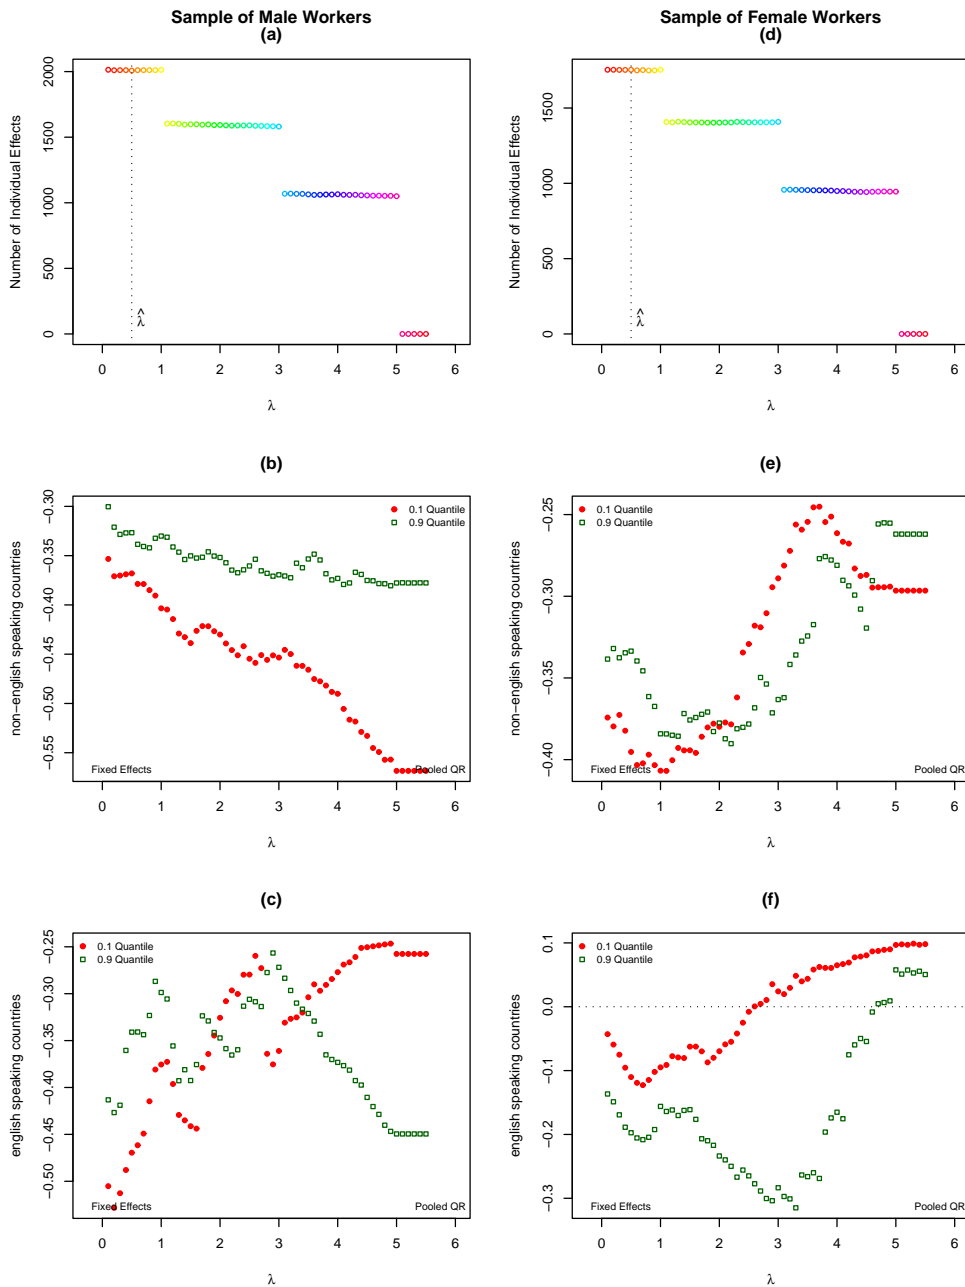 Sample of Male Workers
(a)
Number of Individual Effects
0 500 1000 1500 2000
λ̂
0 1 2 3 4 5 6
λ
Sample of Female Workers
(d)
Number of Individual Effects
0 500 1000 1500
λ̂
0 1 2 3 4 5 6
λ
(b)
non−english speaking countries
−0.55 −0.50 −0.45 −0.40 −0.35 −0.30
0.1 Quantile
0.9 Quantile
Fixed Effects
Pooled QR
0 1 2 3 4 5 6
λ
(e)
non−english speaking countries
−0.40 −0.35 −0.30 −0.25
0.1 Quantile
0.9 Quantile
Fixed Effects
Pooled QR
0 1 2 3 4 5 6
λ
(c)
english speaking countries
−0.50 −0.45 −0.40 −0.35 −0.30 −0.25
0.1 Quantile
0.9 Quantile
Fixed Effects
Pooled QR
0 1 2 3 4 5 6
λ
(f)
english speaking countries
−0.3 −0.2 −0.1 0.0 0.1
0.1 Quantile
0.9 Quantile
Fixed Effects
Pooled QR
0 1 2 3 4 5 6
λ